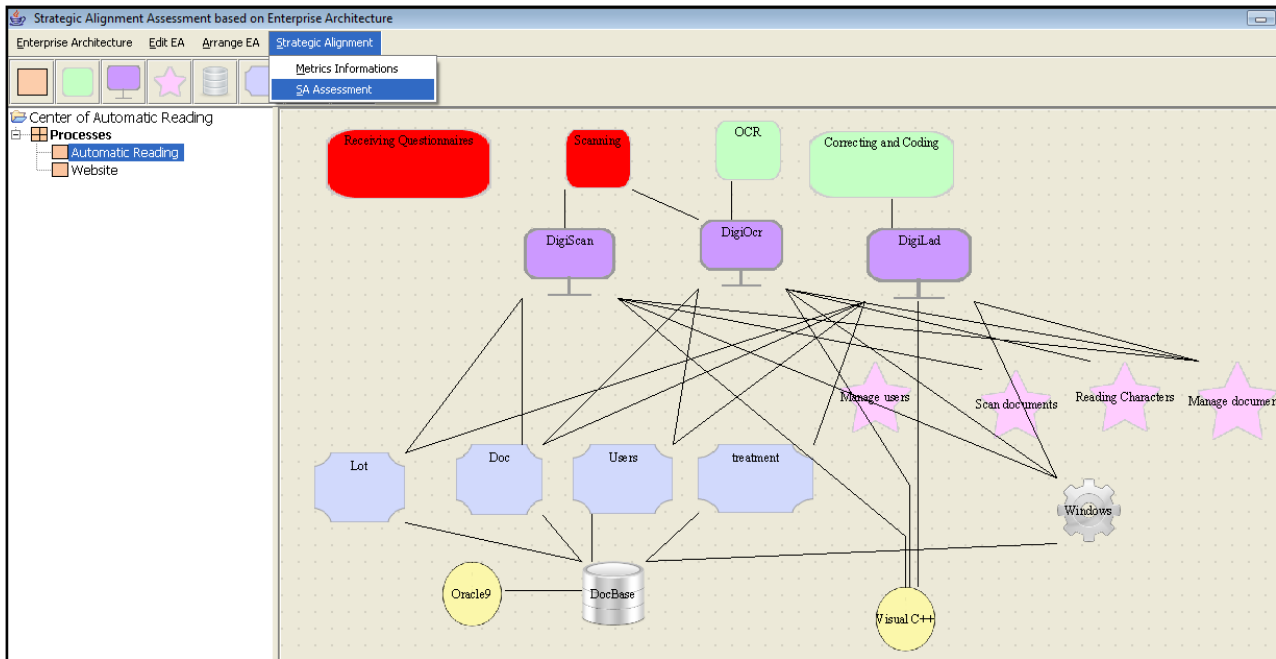 Strategic Alignment Assessment based on Enterprise Architecture
Enterprise Architecture Edit EA Arrange EA Strategic Alignment
Metrics Informations
SA Assessment
Center of Automatic Reading
Processes
Automatic Reading
Website
Receiving Questionnaires
Scanning
OCR
Correcting and Coding
DigiScan
DigiOcr
DigiLad
Manage users
Scan documents
Reading Characters
Manage documen
Lot
Doc
Users
treatment
Windows
Oracle9
DocBase
Visual C++